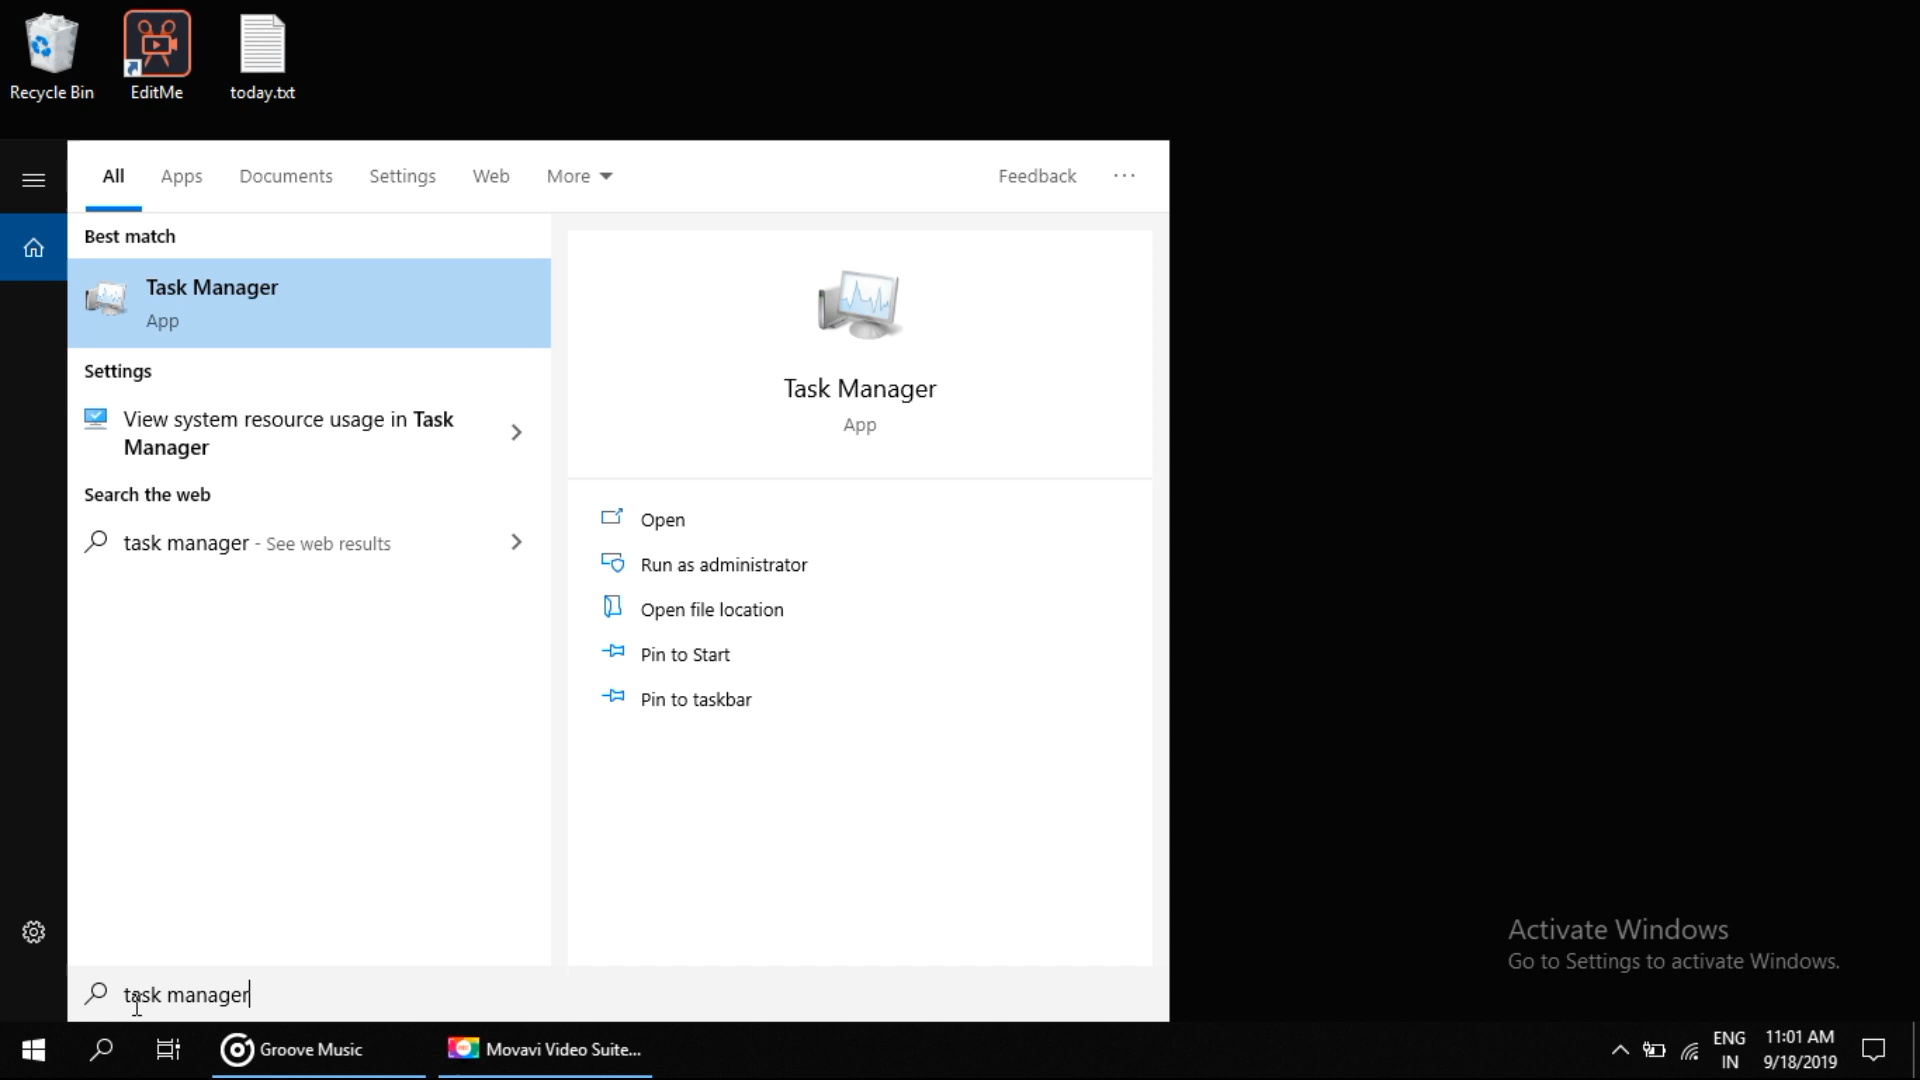 Recycle Bin
EditMe
today.txt
All
Apps
Documents
Settings
Web
More
Feedback
Best match
Task Manager
App
Settings
View system resource usage in Task
Manager
Search the web
task manager - See web results
Task Manager
App
Open
Run as administrator
Open file location
Pin to Start
Pin to taskbar
Activate Windows
Go to Settings to activate Windows.
task manager
Groove Music
Movavi Video Suite...
ENG
IN
11:01 AM
9/18/2019